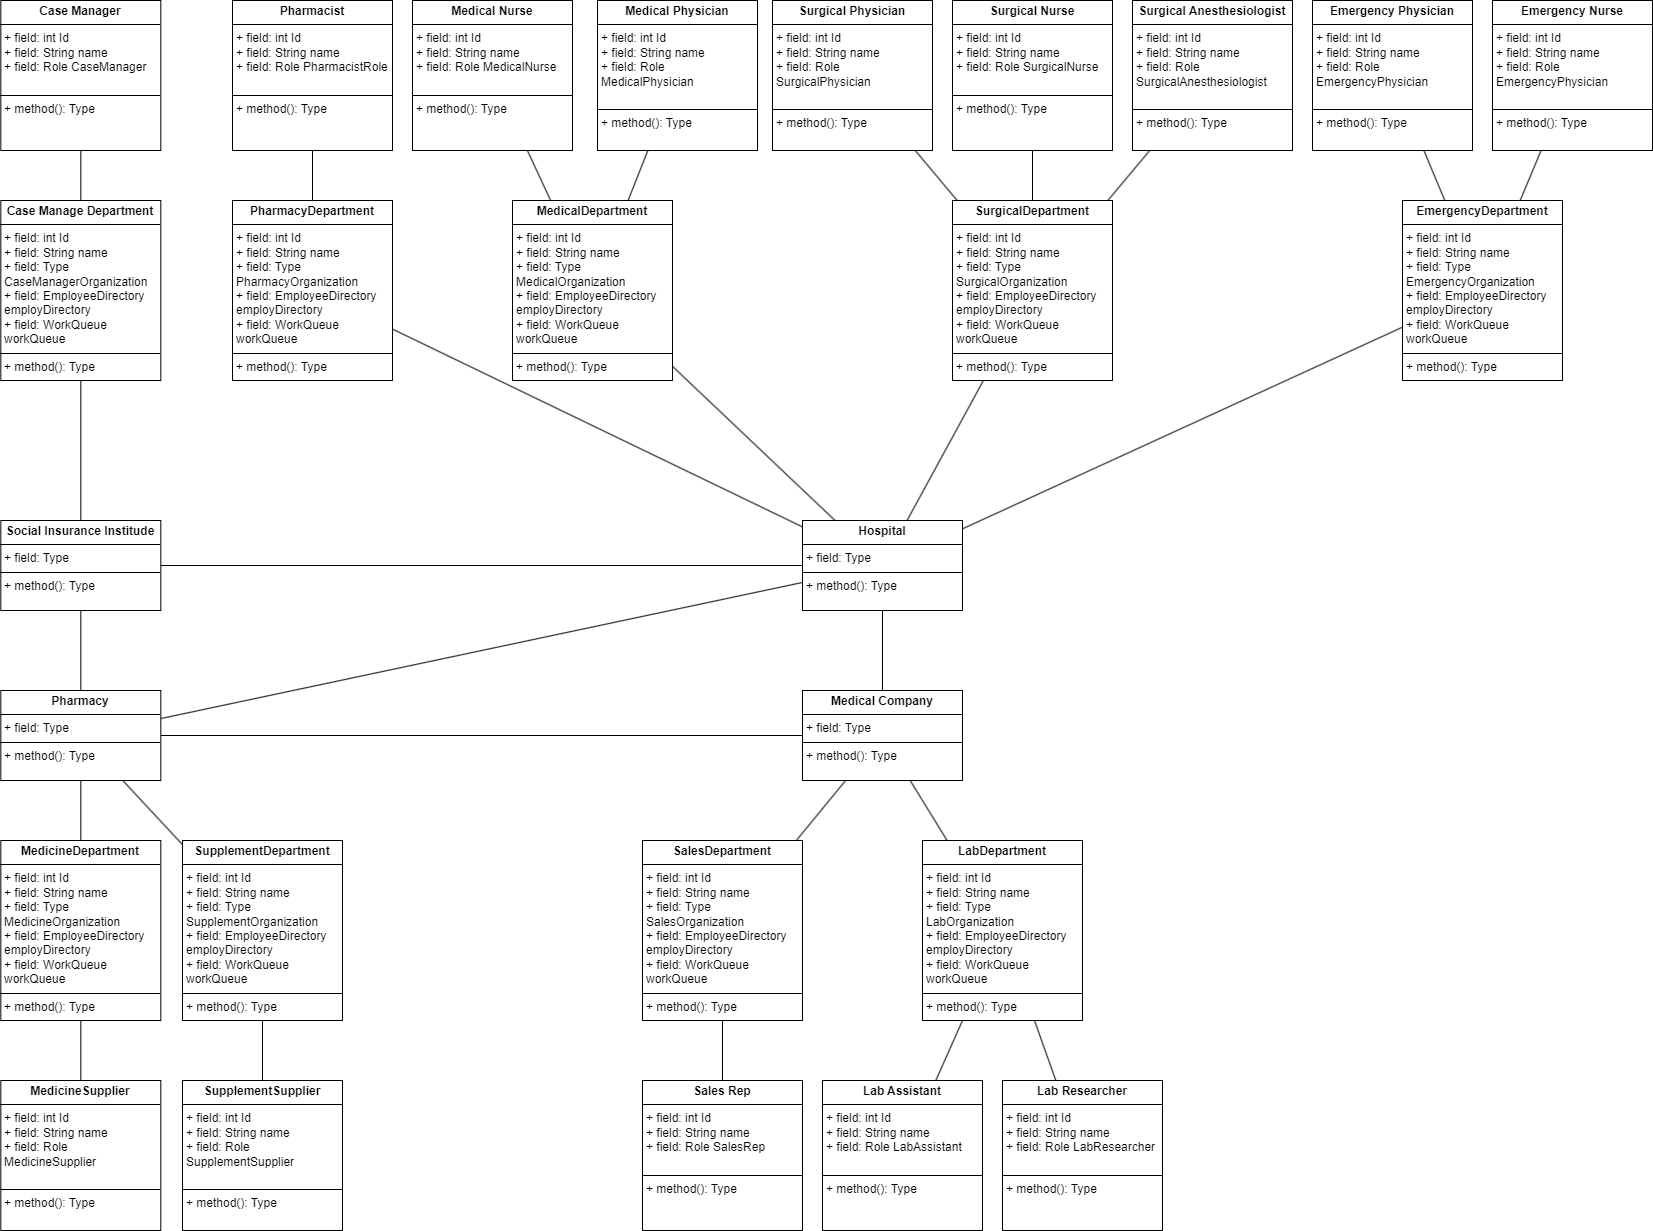 Case Manager
+ field: int Id
+ field: String name
+ field: Role CaseManager
+ method(): Type
Pharmacist
+ field: int Id
+ field: String name
+ field: Role PharmacistRole
+ method(): Type
Medical Nurse
+ field: int Id
+ field: String name
+ field: Role MedicalNurse
+ method(): Type
Medical Physician
+ field: int Id
+ field: String name
+ field: Role
MedicalPhysician
+ method(): Type
Surgical Physician
+ field: int Id
+ field: String name
+ field: Role
SurgicalPhysician
+ method(): Type
Surgical Nurse
+ field: int Id
+ field: String name
+ field: Role SurgicalNurse
+ method(): Type
Surgical Anesthesiologist
+ field: int Id
+ field: String name
+ field: Role
SurgicalAnesthesiologist
+ method(): Type
Emergency Physician
+ field: int Id
+ field: String name
+ field: Role
EmergencyPhysician
+ method(): Type
Emergency Nurse
+ field: int Id
+ field: String name
+ field: Role
EmergencyPhysician
+ method(): Type
Case Manage Department
+ field: int Id
+ field: String name
+ field: Type
CaseManagerOrganization
+ field: EmployeeDirectory
employDirectory
+ field: WorkQueue
workQueue
+ method(): Type
PharmacyDepartment
+ field: int Id
+ field: String name
+ field: Type
PharmacyOrganization
+ field: EmployeeDirectory
employDirectory
+ field: WorkQueue
workQueue
+ method(): Type
MedicalDepartment
+ field: int Id
+ field: String name
+ field: Type
MedicalOrganization
+ field: EmployeeDirectory
employDirectory
+ field: WorkQueue
workQueue
+ method(): Type
SurgicalDepartment
+ field: int Id
+ field: String name
+ field: Type
SurgicalOrganization
+ field: EmployeeDirectory
employDirectory
+ field: WorkQueue
workQueue
+ method(): Type
EmergencyDepartment
+ field: int Id
+ field: String name
+ field: Type
EmergencyOrganization
+ field: EmployeeDirectory
employDirectory
+ field: WorkQueue
workQueue
+ method(): Type
Social Insurance Institude
+ field: Type
+ method(): Type
Hospital
+ field: Type
+ method(): Type
Pharmacy
+ field: Type
+ method(): Type
Medical Company
+ field: Type
+ method(): Type
MedicineDepartment
+ field: int Id
+ field: String name
+ field: Type
MedicineOrganization
+ field: EmployeeDirectory
employDirectory
+ field: WorkQueue
workQueue
+ method(): Type
SupplementDepartment
+ field: int Id
+ field: String name
+ field: Type
SupplementOrganization
+ field: EmployeeDirectory
employDirectory
+ field: WorkQueue
workQueue
+ method(): Type
SalesDepartment
+ field: int Id
+ field: String name
+ field: Type
SalesOrganization
+ field: EmployeeDirectory
employDirectory
+ field: WorkQueue
workQueue
+ method(): Type
LabDepartment
+ field: int Id
+ field: String name
+ field: Type
LabOrganization
+ field: EmployeeDirectory
employDirectory
+ field: WorkQueue
workQueue
+ method(): Type
MedicineSupplier
+ field: int Id
+ field: String name
+ field: Role
MedicineSupplier
+ method(): Type
SupplementSupplier
+ field: int Id
+ field: String name
+ field: Role
SupplementSupplier
+ method(): Type
Sales Rep
+ field: int Id
+ field: String name
+ field: Role SalesRep
+ method(): Type
Lab Assistant
+ field: int Id
+ field: String name
+ field: Role LabAssistant
+ method(): Type
Lab Researcher
+ field: int Id
+ field: String name
+ field: Role LabResearcher
+ method(): Type